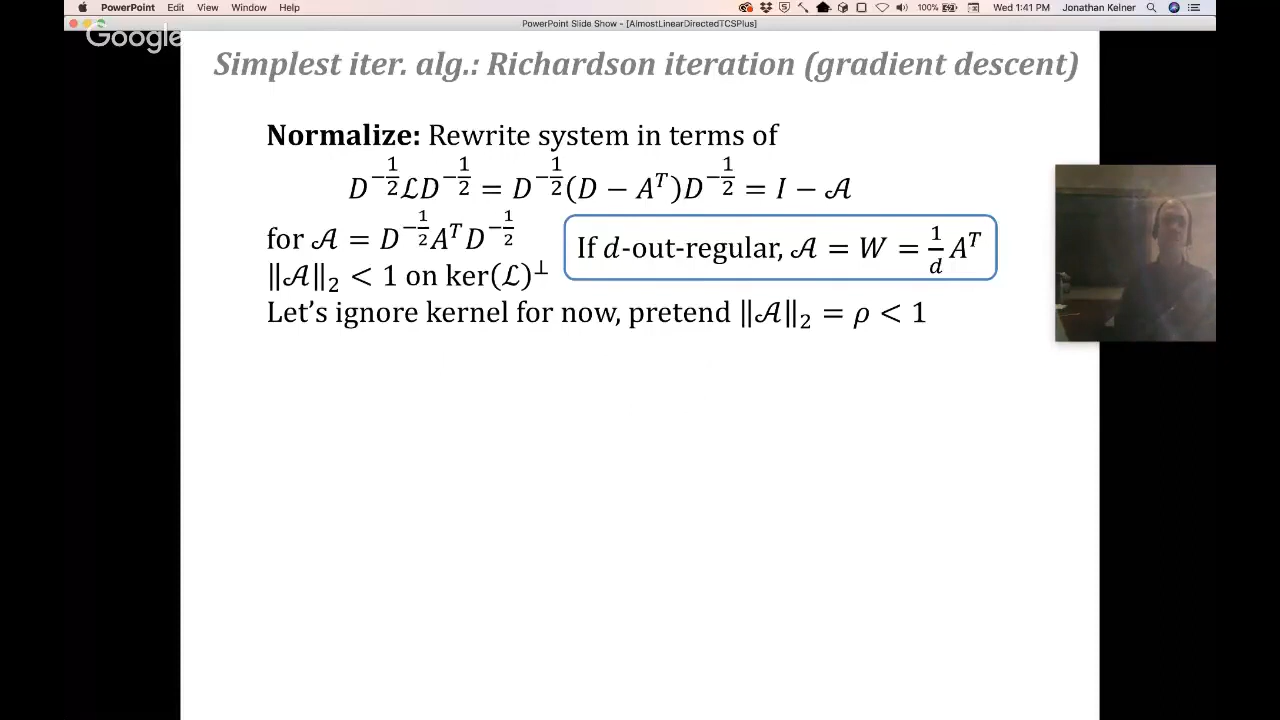 PowerPoint Edit View Window Help 100% Wed 1:41 PM Jonathan Kelner
PowerPoint Slide Show - [AlmostLinearDirectedTCSPlus]
Google
Simplest iter. alg.: Richardson iteration (gradient descent)
Normalize: Rewrite system in terms of
D^{-1/2}ℒD^{-1/2} = D^{-1/2}(D − A^T)D^{-1/2} = I − 𝒜
for 𝒜 = D^{-1/2}A^T D^{-1/2}
If d-out-regular, 𝒜 = W = 1/d A^T
‖𝒜‖₂ < 1 on ker(ℒ)^⊥
Let's ignore kernel for now, pretend ‖𝒜‖₂ = ρ < 1